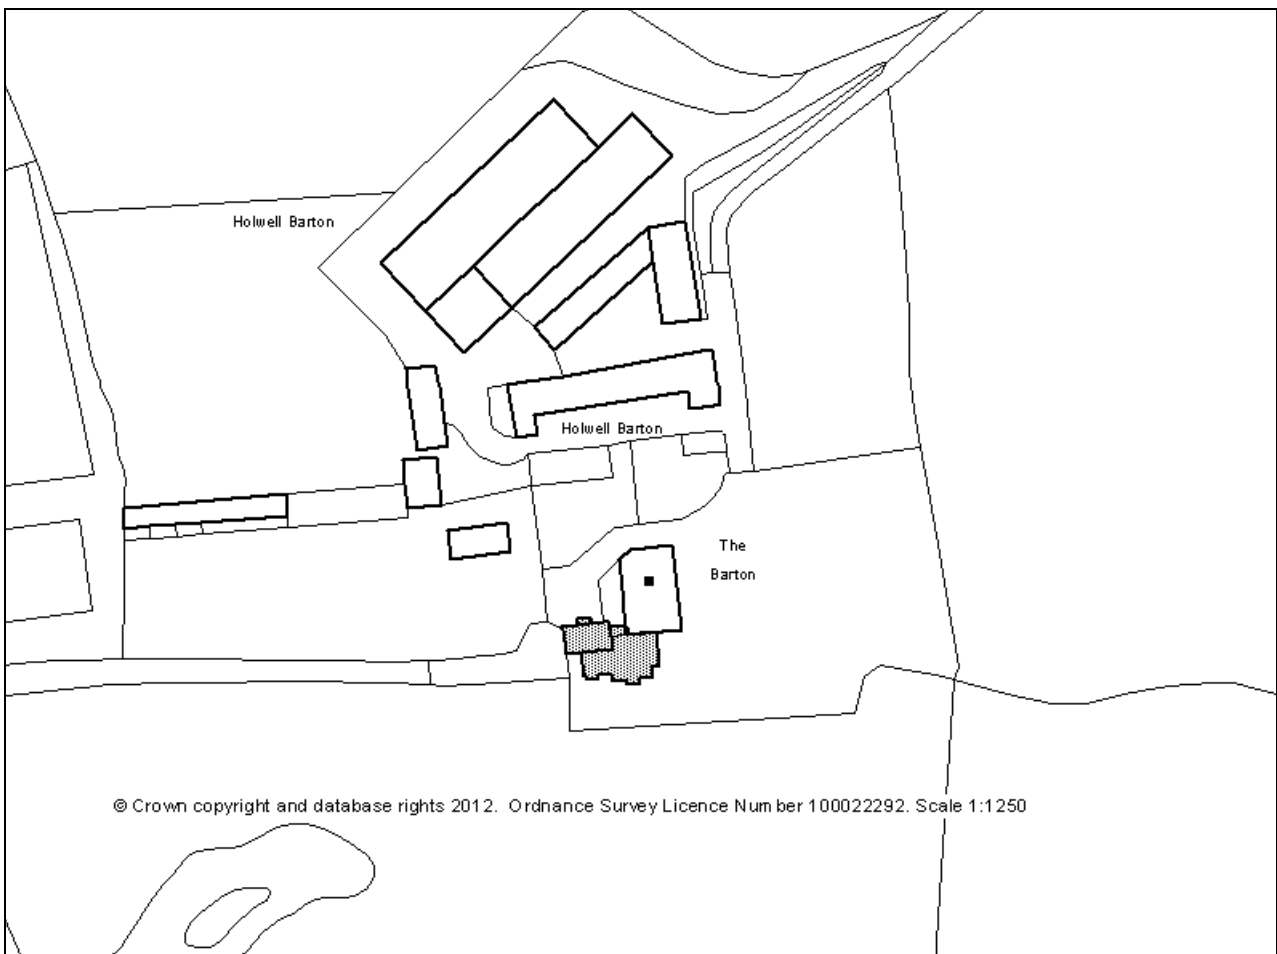 Holwell Barton
Holwell Barton
The
Barton
© Crown copyright and database rights 2012. Ordnance Survey Licence Number 100022292. Scale 1:1250